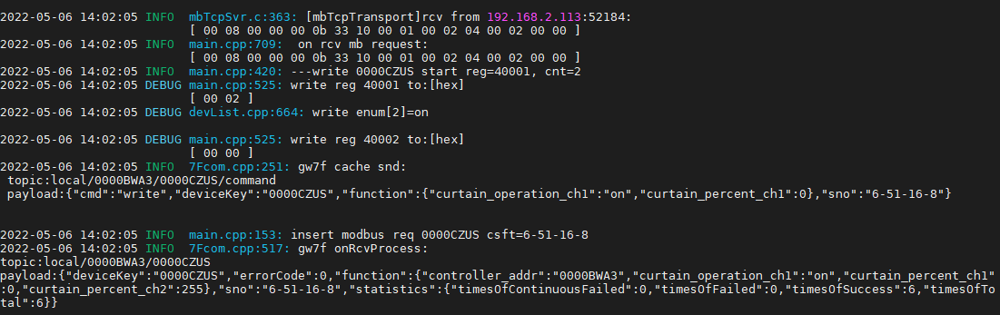 2022-05-06 14:02:05 INFO  mbTcpSvr.c:363: [mbTcpTransport]rcv from 192.168.2.113:52184:
[ 00 08 00 00 00 0b 33 10 00 01 00 02 04 00 02 00 00 ]
2022-05-06 14:02:05 INFO  main.cpp:709:  on rcv mb request:
[ 00 08 00 00 00 0b 33 10 00 01 00 02 04 00 02 00 00 ]
2022-05-06 14:02:05 INFO  main.cpp:420: ---write 0000CZUS start reg=40001, cnt=2
2022-05-06 14:02:05 DEBUG main.cpp:525: write reg 40001 to:[hex]
[ 00 02 ]
2022-05-06 14:02:05 DEBUG devList.cpp:664: write enum[2]=on
2022-05-06 14:02:05 DEBUG main.cpp:525: write reg 40002 to:[hex]
[ 00 00 ]
2022-05-06 14:02:05 INFO  7Fcom.cpp:251: gw7f cache snd:
topic:local/0000BWA3/0000CZUS/command
payload:{"cmd":"write","deviceKey":"0000CZUS","function":{"curtain_operation_ch1":"on","curtain_percent_ch1":0},"sno":"6-51-16-8"}
2022-05-06 14:02:05 INFO  main.cpp:153: insert modbus req 0000CZUS csft=6-51-16-8
2022-05-06 14:02:05 INFO  7Fcom.cpp:517: gw7f onRcvProcess:
topic:local/0000BWA3/0000CZUS
payload:{"deviceKey":"0000CZUS","errorCode":0,"function":{"controller_addr":"0000BWA3","curtain_operation_ch1":"on","curtain_percent_ch1"
:0,"curtain_percent_ch2":255},"sno":"6-51-16-8","statistics":{"timesOfContinuousFailed":0,"timesOfFailed":0,"timesOfSuccess":6,"timesOfTo
tal":6}}